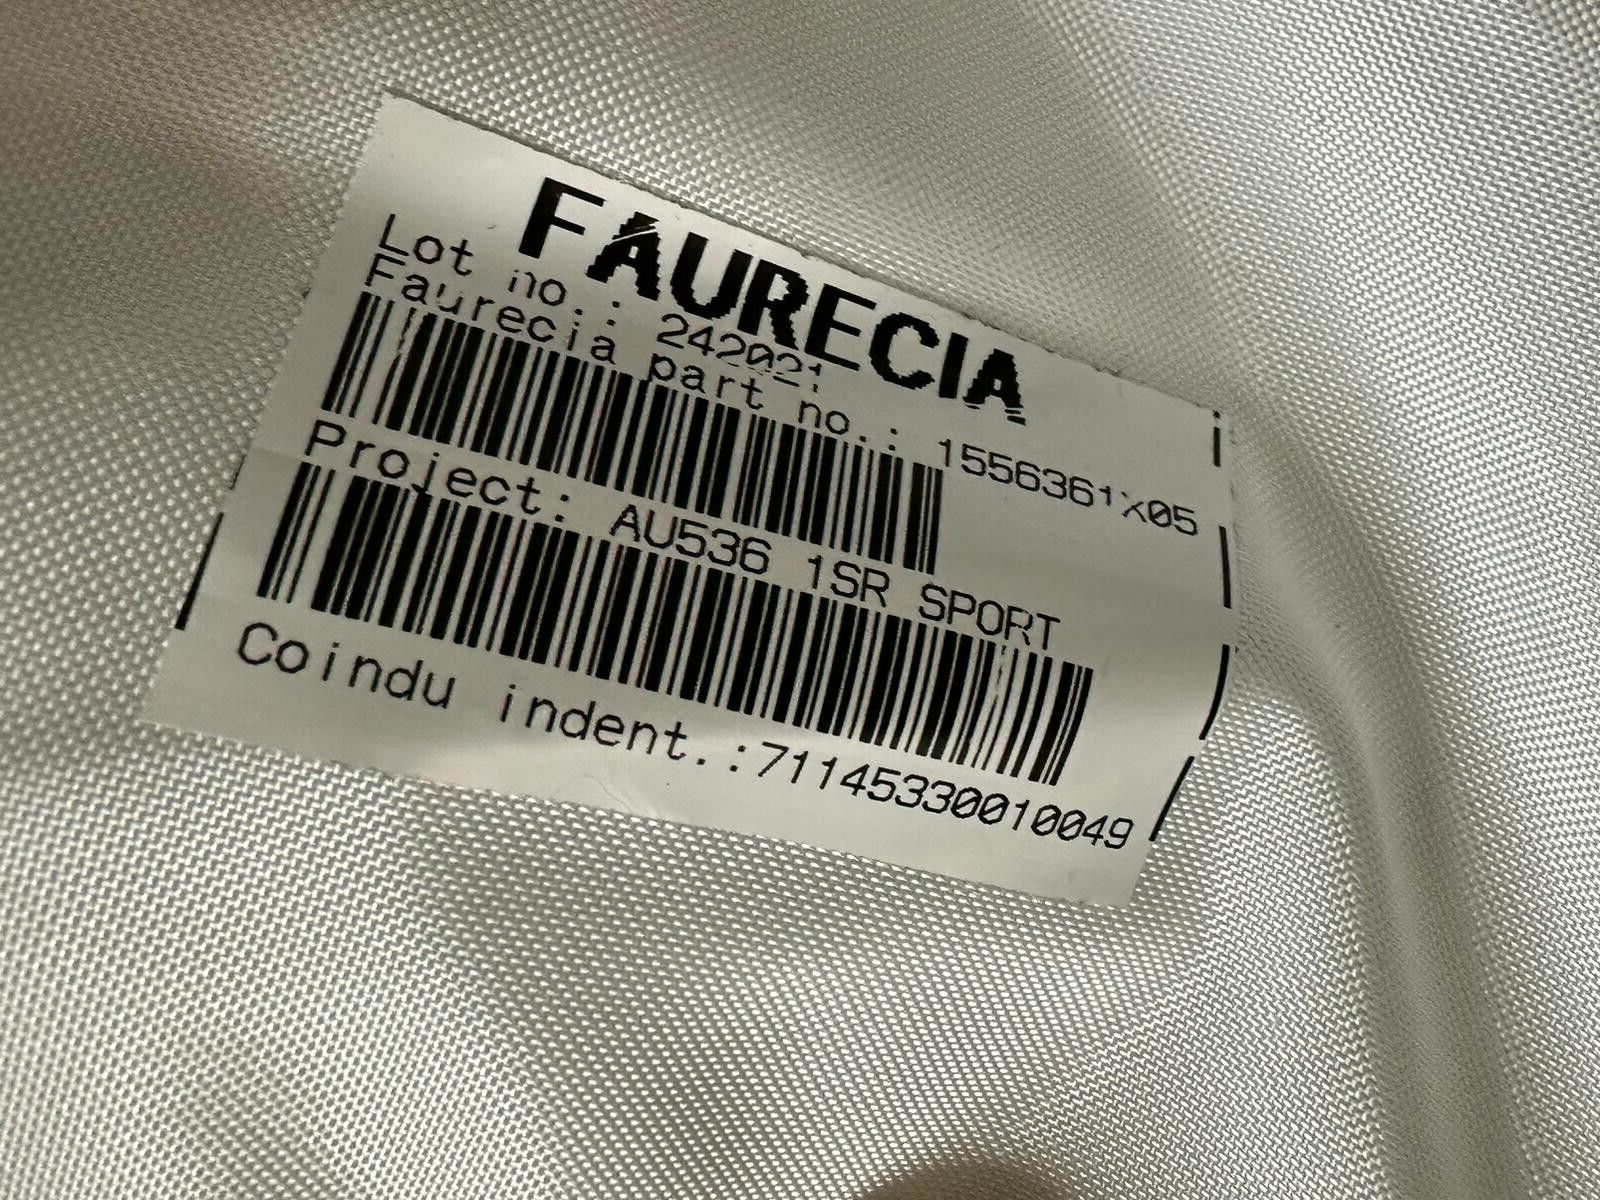 FAURECIA
Lot no.: 242021
Faurecia part no.: 1556361X05
Project: AU536 1SR SPORT
Coindu indent.:71145330010049